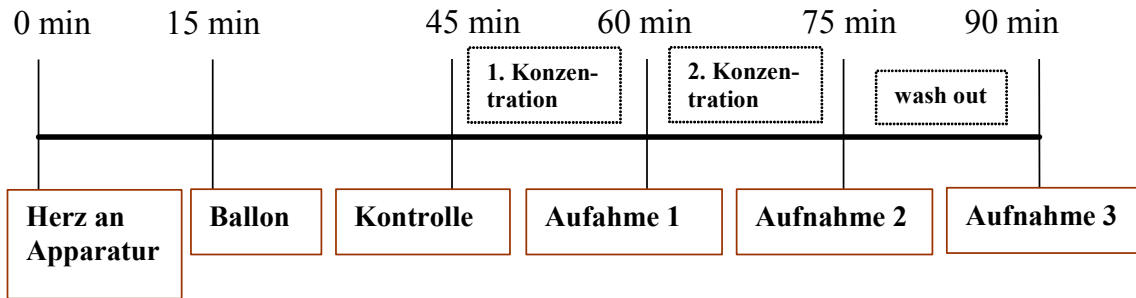 0 min 15 min 45 min 60 min 75 min 90 min
1. Konzen-
tration
2. Konzen-
tration
wash out
Herz an
Apparatur
Ballon
Kontrolle
Aufahme 1
Aufnahme 2
Aufnahme 3